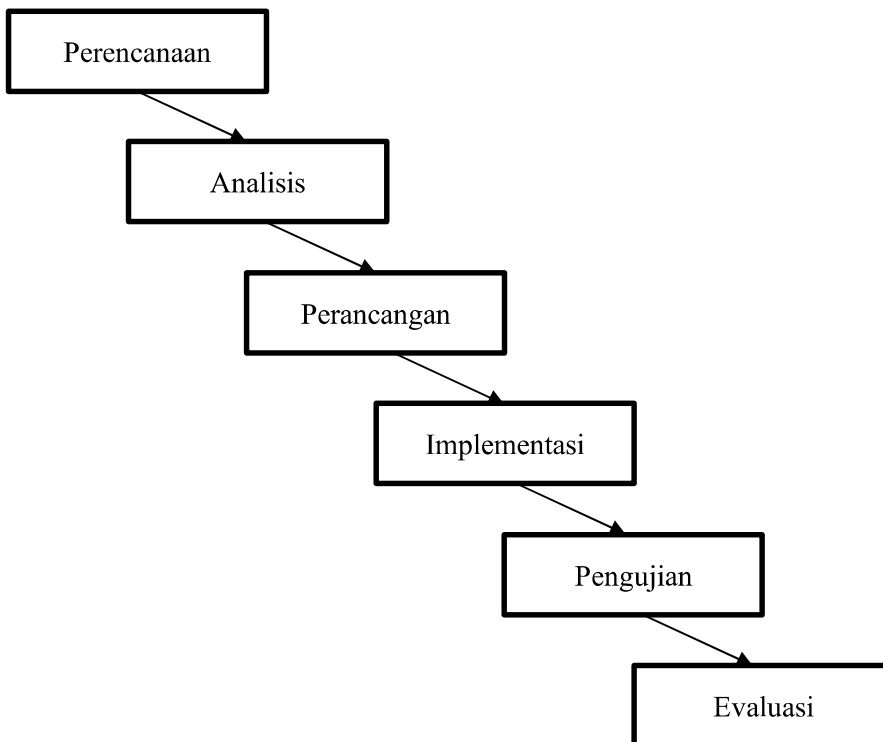 Perencanaan
Analisis
Perancangan
Implementasi
Pengujian
Evaluasi